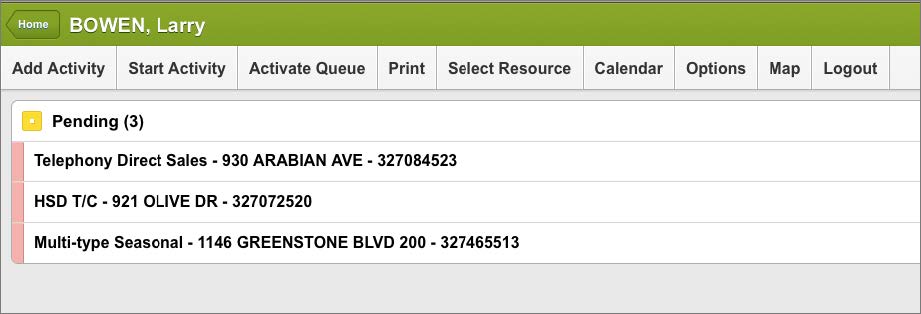 Home BOWEN, Larry
Add Activity Start Activity Activate Queue Print Select Resource Calendar Options Map Logout
Pending (3)
Telephony Direct Sales - 930 ARABIAN AVE - 327084523
HSD T/C - 921 OLIVE DR - 327072520
Multi-type Seasonal - 1146 GREENSTONE BLVD 200 - 327465513